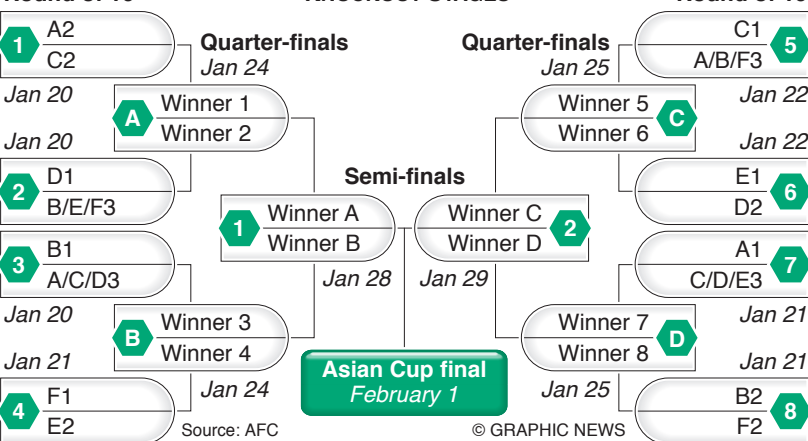 1
A2
C2
Jan 20
Jan 20
2
D1
B/E/F3
3
B1
A/C/D3
Jan 20
Jan 21
4
F1
E2
Quarter-finals
Jan 24
A
Winner 1
Winner 2
B
Winner 3
Winner 4
Jan 24
Semi-finals
1
Winner A
Winner B
Jan 28
Winner C
Winner D
2
Jan 29
Asian Cup final
February 1
Quarter-finals
Jan 25
Winner 5
Winner 6
C
Winner 7
Winner 8
D
Jan 25
C1
A/B/F3
5
Jan 22
Jan 22
E1
D2
6
A1
C/D/E3
7
Jan 21
Jan 21
B2
F2
8
Source: AFC
© GRAPHIC NEWS